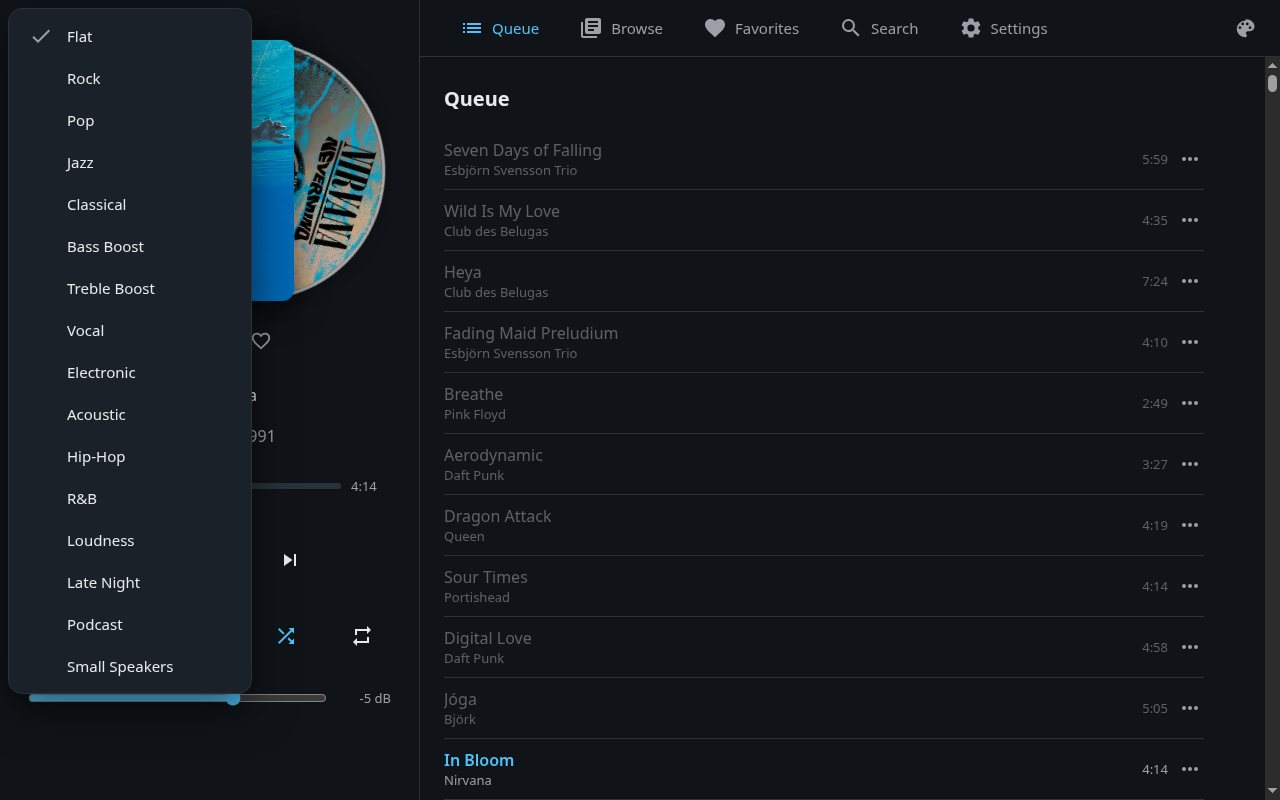 Flat
Rock
Pop
Jazz
Classical
Bass Boost
Treble Boost
Vocal
Electronic
Acoustic
Hip-Hop
R&B
Loudness
Late Night
Podcast
Small Speakers
NIRVANA
NEVERMIND
a
991
4:14
-5 dB
Queue
Browse
Favorites
Search
Settings
Queue
Seven Days of Falling
Esbjörn Svensson Trio
5:59
Wild Is My Love
Club des Belugas
4:35
Heya
Club des Belugas
7:24
Fading Maid Preludium
Esbjörn Svensson Trio
4:10
Breathe
Pink Floyd
2:49
Aerodynamic
Daft Punk
3:27
Dragon Attack
Queen
4:19
Sour Times
Portishead
4:14
Digital Love
Daft Punk
4:58
Jóga
Björk
5:05
In Bloom
Nirvana
4:14